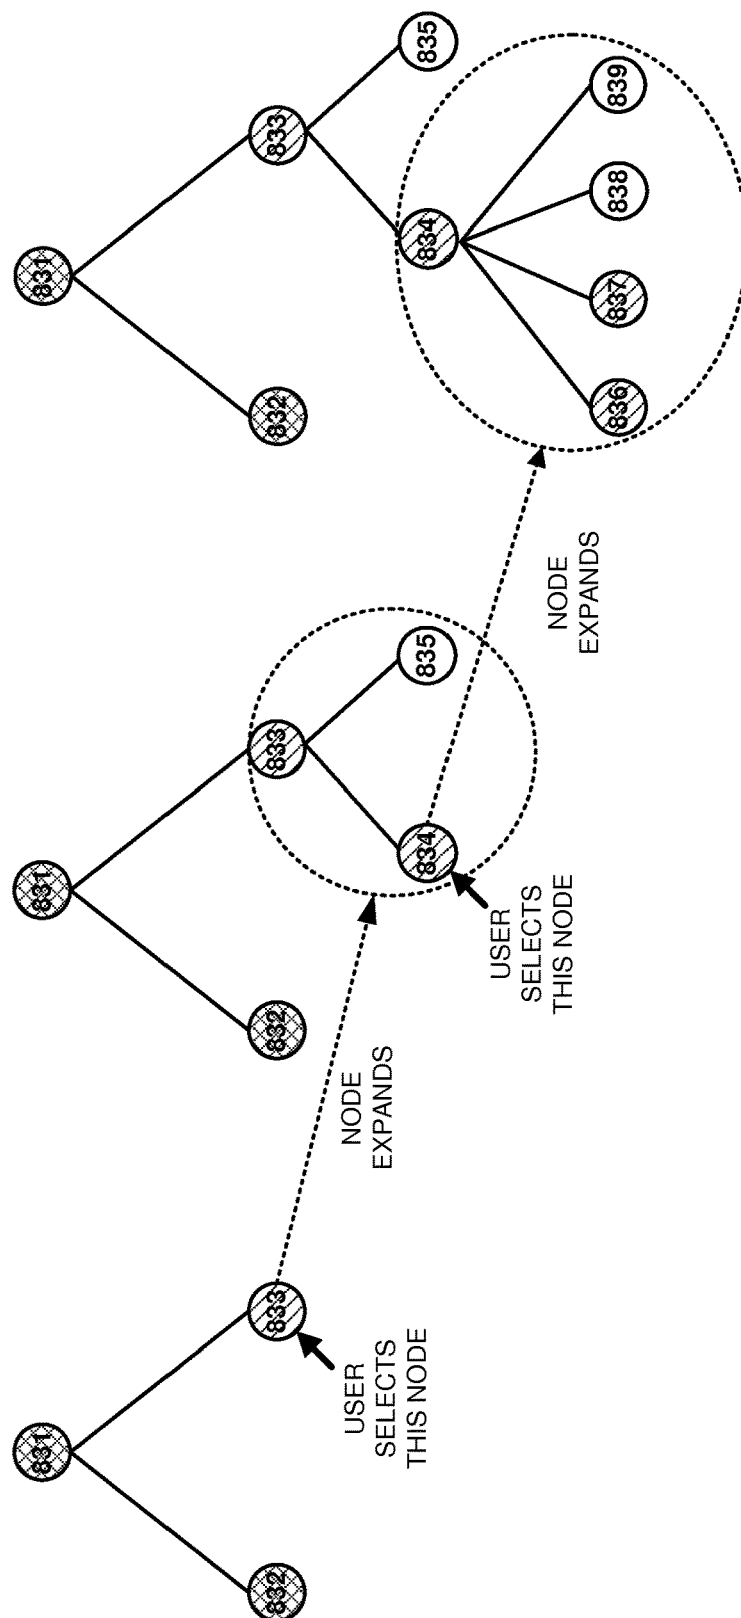 831
832
833
USER
SELECTS
THIS NODE
NODE
EXPANDS
831
832
833
834
835
USER
SELECTS
THIS NODE
NODE
EXPANDS
831
832
833
834
835
836
837
838
839